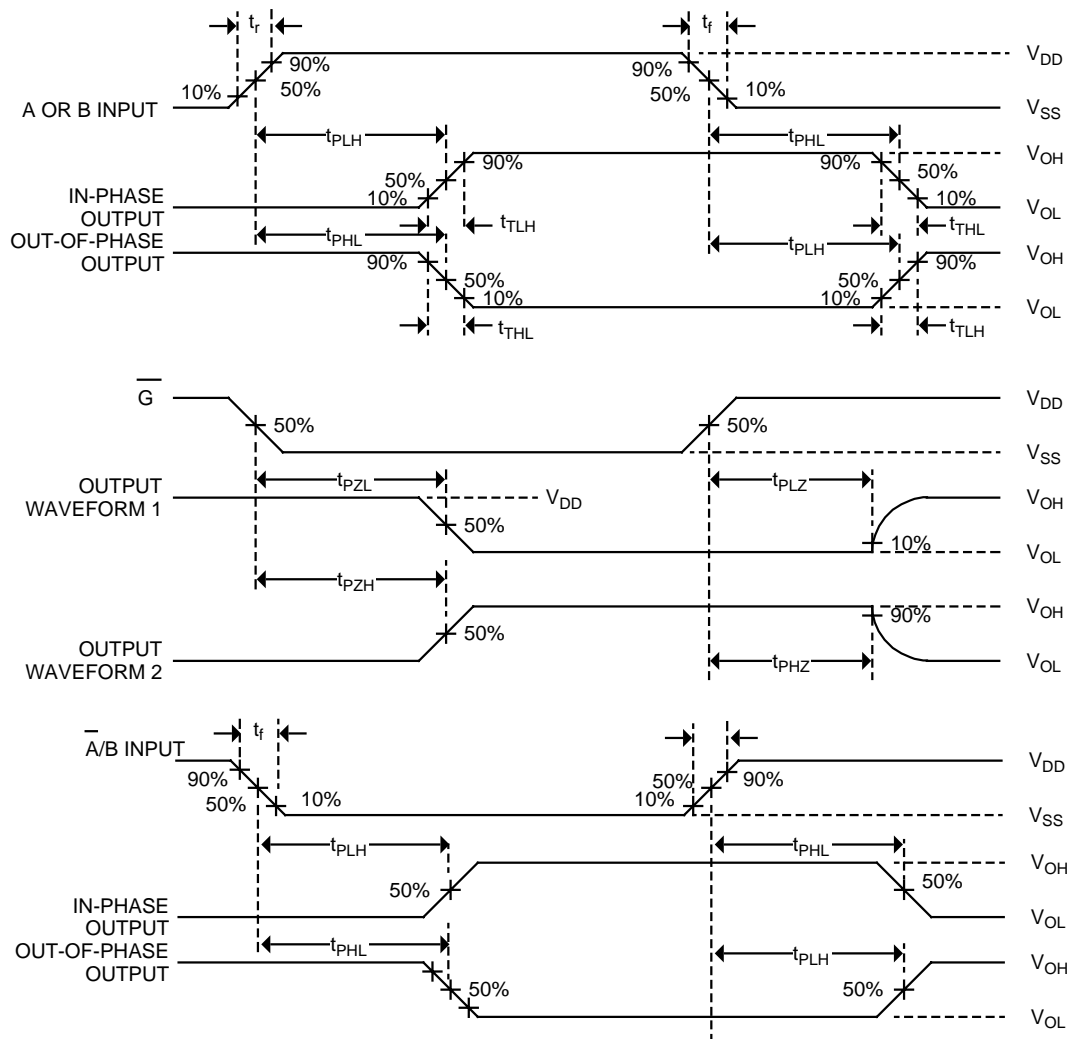 tr
tf
90%
90%
VDD
10%
50%
50%
10%
A OR B INPUT
VSS
tPLH
tPHL
90%
90%
VOH
50%
50%
IN-PHASE
OUTPUT
10%
10%
VOL
tTLH
tTHL
OUT-OF-PHASE
OUTPUT
tPHL
tPLH
VOH
90%
90%
50%
50%
10%
10%
VOL
tTHL
tTLH
G
VDD
50%
50%
VSS
OUTPUT
WAVEFORM 1
tPZL
tPLZ
VDD
VOH
50%
10%
VOL
tPZH
VOH
90%
50%
OUTPUT
WAVEFORM 2
tPHZ
VOL
tf
A/B INPUT
VDD
90%
50%
90%
50%
10%
10%
VSS
tPLH
tPHL
VOH
50%
50%
IN-PHASE
OUTPUT
VOL
OUT-OF-PHASE
OUTPUT
tPHL
tPLH
VOH
50%
50%
VOL